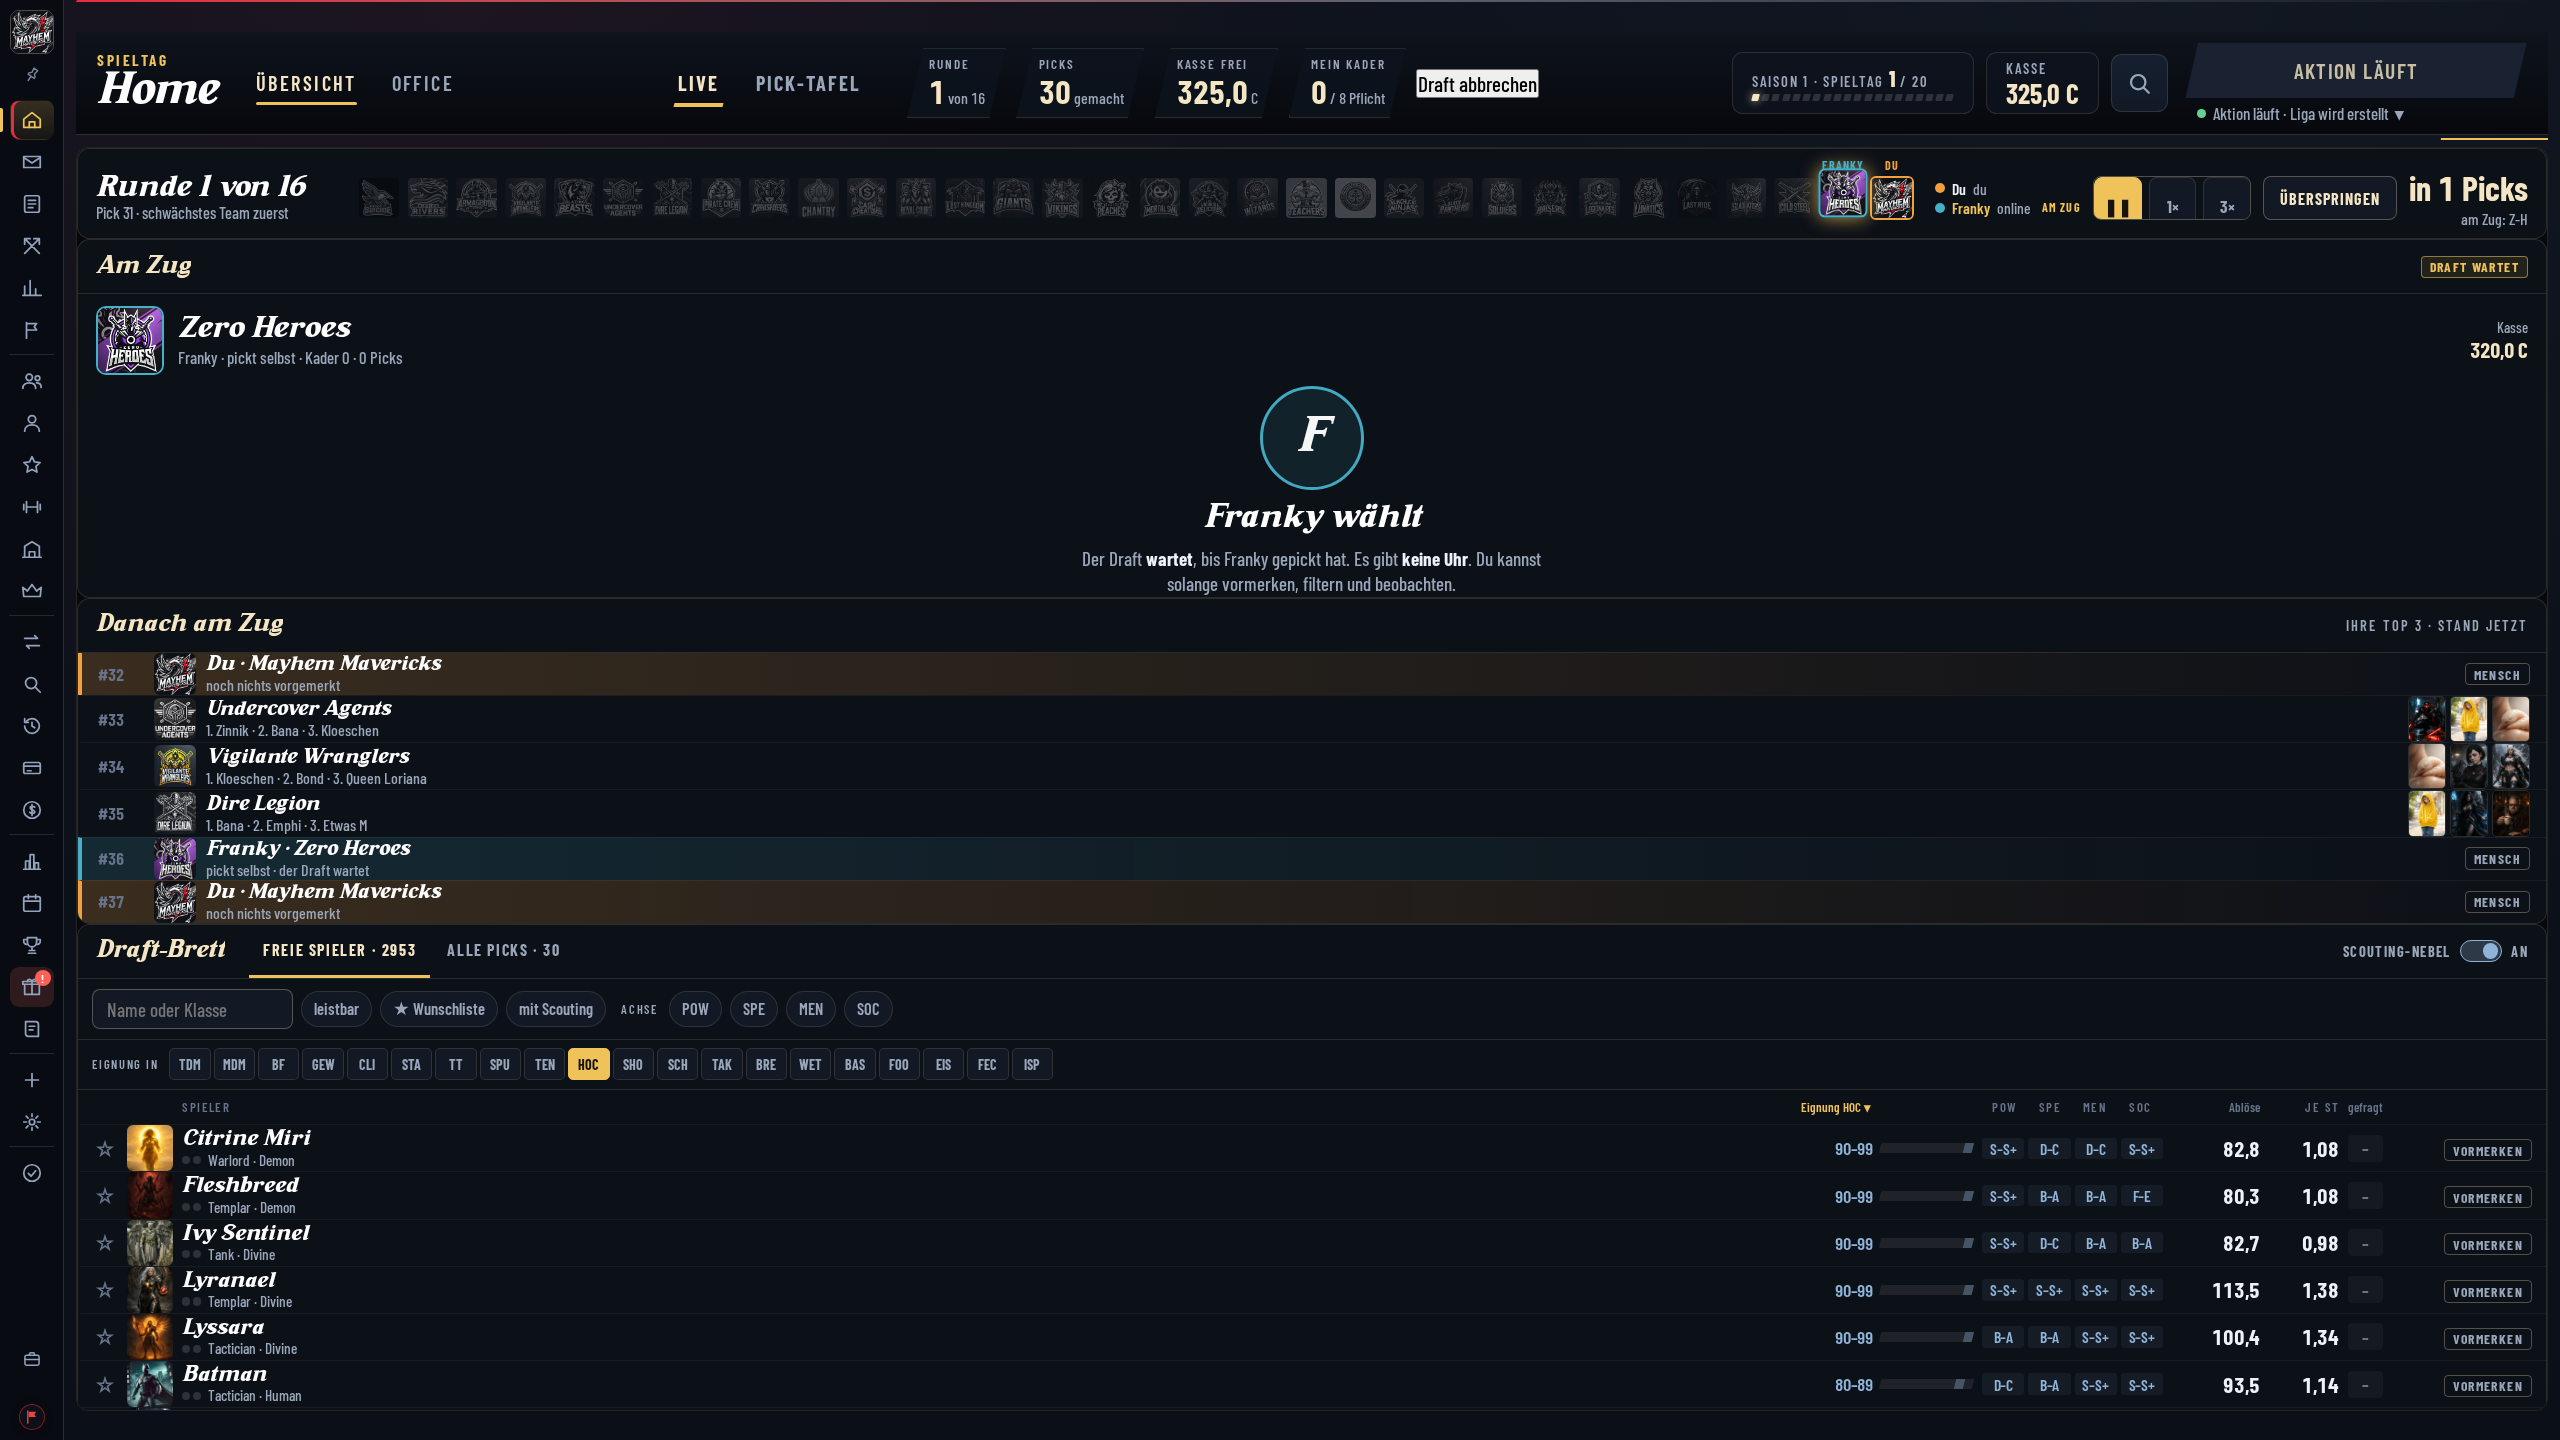 SPIELTAG
Home
ÜBERSICHT
OFFICE
LIVE
PICK-TAFEL
RUNDE
1 von 16
PICKS
30 gemacht
KASSE FREI
325,0 C
MEIN KADER
0 / 8 Pflicht
Draft abbrechen
SAISON 1 · SPIELTAG 1 / 20
KASSE
325,0 C
AKTION LÄUFT
Aktion läuft · Liga wird erstellt ▼
Runde 1 von 16
Pick 31 · schwächstes Team zuerst
FRANKY
DU
Du du
Franky online AM ZUG
1×
3×
ÜBERSPRINGEN
in 1 Picks
am Zug: Z-H
Am Zug
DRAFT WARTET
Zero Heroes
Franky · pickt selbst · Kader 0 · 0 Picks
Kasse
320,0 C
F
Franky wählt
Der Draft wartet, bis Franky gepickt hat. Es gibt keine Uhr. Du kannst
solange vormerken, filtern und beobachten.
Danach am Zug
IHRE TOP 3 · STAND JETZT
#32
Du · Mayhem Mavericks
noch nichts vorgemerkt
MENSCH
#33
Undercover Agents
1. Zinnik · 2. Bana · 3. Kloeschen
#34
Vigilante Wranglers
1. Kloeschen · 2. Bond · 3. Queen Loriana
#35
Dire Legion
1. Bana · 2. Emphi · 3. Etwas M
#36
Franky · Zero Heroes
pickt selbst · der Draft wartet
MENSCH
#37
Du · Mayhem Mavericks
noch nichts vorgemerkt
MENSCH
Draft-Brett
FREIE SPIELER · 2953
ALLE PICKS · 30
SCOUTING-NEBEL
AN
Name oder Klasse
leistbar
★ Wunschliste
mit Scouting
ACHSE
POW
SPE
MEN
SOC
EIGNUNG IN
TDM
MDM
BF
GEW
CLI
STA
TT
SPU
TEN
HOC
SHO
SCH
TAK
BRE
WET
BAS
FOO
EIS
FEC
ISP
SPIELER
Eignung HOC ▼
POW
SPE
MEN
SOC
Ablöse
JE ST
gefragt
Citrine Miri
Warlord · Demon
90–99
S–S+
D–C
D–C
S–S+
82,8
1,08
–
VORMERKEN
Fleshbreed
Templar · Demon
90–99
S–S+
B–A
B–A
F–E
80,3
1,08
–
VORMERKEN
Ivy Sentinel
Tank · Divine
90–99
S–S+
D–C
B–A
B–A
82,7
0,98
–
VORMERKEN
Lyranael
Templar · Divine
90–99
S–S+
S–S+
S–S+
S–S+
113,5
1,38
–
VORMERKEN
Lyssara
Tactician · Divine
90–99
B–A
B–A
S–S+
S–S+
100,4
1,34
–
VORMERKEN
Batman
Tactician · Human
80–89
D–C
B–A
S–S+
S–S+
93,5
1,14
–
VORMERKEN